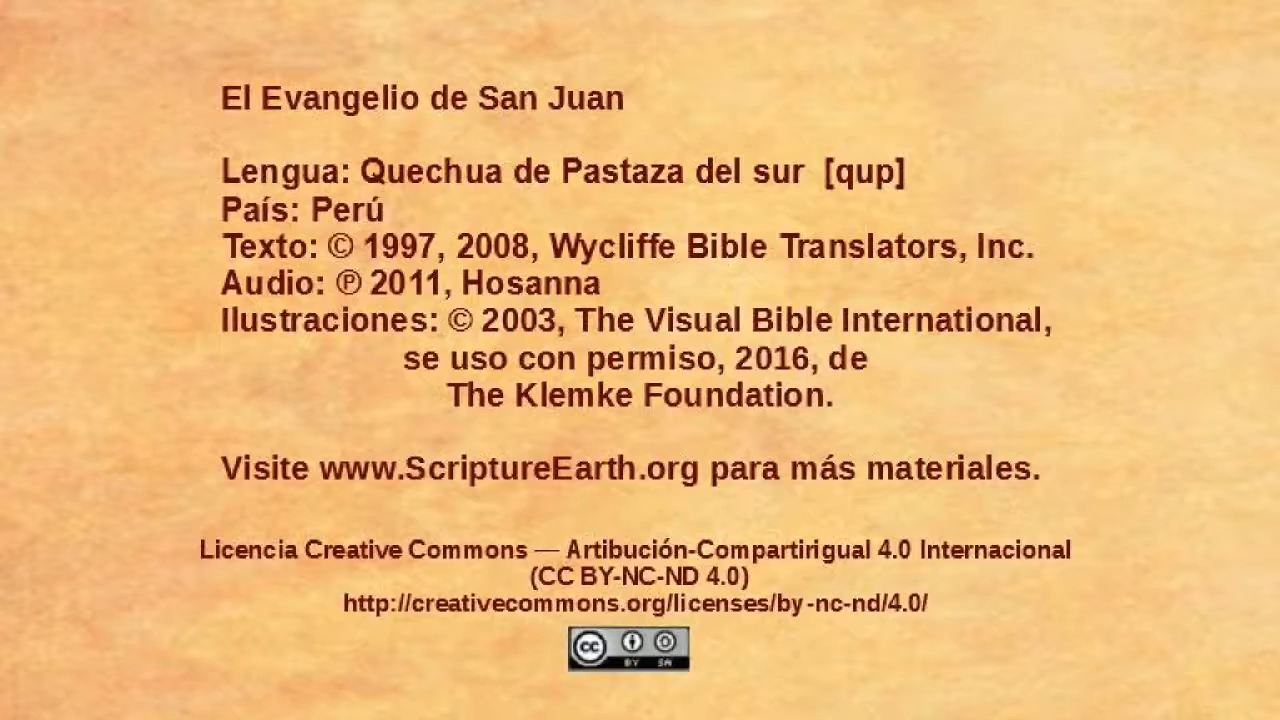 El Evangelio de San Juan
Lengua: Quechua de Pastaza del sur [qup]
País: Perú
Texto: © 1997, 2008, Wycliffe Bible Translators, Inc.
Audio: ℗ 2011, Hosanna
Ilustraciones: © 2003, The Visual Bible International,
se uso con permiso, 2016, de
The Klemke Foundation.
Visite www.ScriptureEarth.org para más materiales.
Licencia Creative Commons — Artibución-Compartirigual 4.0 Internacional
(CC BY-NC-ND 4.0)
http://creativecommons.org/licenses/by-nc-nd/4.0/
cc BY SA